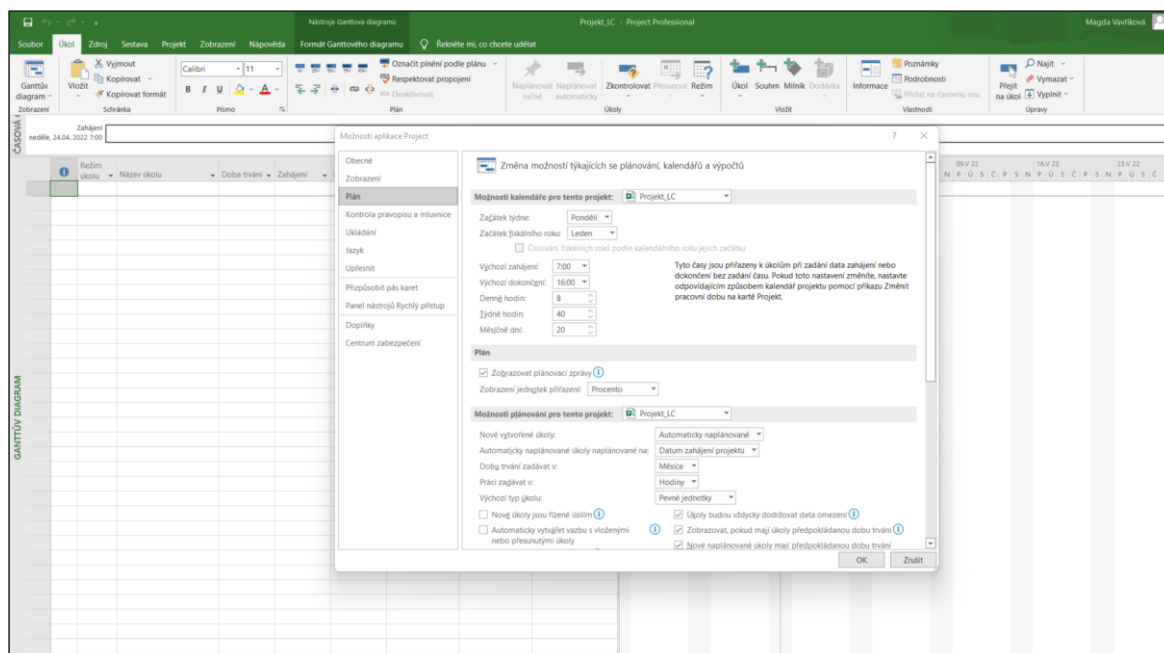 Nástroje Ganttova diagramu
Projekt_LC - Project Professional
Magda Vavříková
Soubor Úkol Zdroj Sestava Projekt Zobrazení Nápověda Formát Ganttového diagramu Řekněte mi, co chcete udělat
Ganttův diagram
Zobrazení
Vložit
Vyjmout
Kopírovat
Kopírovat formát
Schránka
Calibri 11
B I U A
Písmo
Označit plnění podle plánu
Respektovat propojení
Deaktivovat
Plán
Naplánovat ručně
Naplánovat automaticky
Zkontrolovat
Přesunout
Režim
Úkoly
Úkol Souhrn Milník Dodávka
Vložit
Informace
Poznámky
Podrobnosti
Přidat na časovou osu
Vlastnosti
Přejít na úkol
Najít
Vymazat
Vyplnit
Úpravy
Zahájení
neděle, 24.04. 2022 7:00
Režim úkolu
Název úkolu
Doba trvání
Zahájení
09.V 22 16.V 22 23.V 22
N P Ú S Č P S N P Ú S Č P S N P Ú S Č
GANTTŮV DIAGRAM
Možnosti aplikace Project
Obecné
Zobrazení
Plán
Kontrola pravopisu a mluvnice
Ukládání
Jazyk
Upřesnit
Přizpůsobit pás karet
Panel nástrojů Rychlý přístup
Doplňky
Centrum zabezpečení
Změna možností týkajících se plánování, kalendářů a výpočtů
Možnosti kalendáře pro tento projekt: Projekt_LC
Začátek týdne: Pondělí
Začátek fiskálního roku: Leden
Číslování fiskálních roků podle kalendářního roku jejich začátku
Výchozí zahájení: 7:00
Výchozí dokončení: 16:00
Denně hodin: 8
Týdně hodin: 40
Měsíčně dní: 20
Tyto časy jsou přiřazeny k úkolům při zadání data zahájení nebo
dokončení bez zadání času. Pokud toto nastavení změníte, nastavte
odpovídajícím způsobem kalendář projektu pomocí příkazu Změnit
pracovní dobu na kartě Projekt.
Plán
Zobrazovat plánovací zprávy
Zobrazení jednotek přiřazení: Procento
Možnosti plánování pro tento projekt: Projekt_LC
Nově vytvořené úkoly: Automaticky naplánované
Automaticky naplánované úkoly naplánované na: Datum zahájení projektu
Doby trvání zadávat v: Měsíce
Práci zadávat v: Hodiny
Výchozí typ úkolu: Pevné jednotky
Nové úkoly jsou řízené úsilím
Úkoly budou vždycky dodržovat data omezení
Automaticky vytvářet vazbu s vloženými
nebo přesunutými úkoly
Zobrazovat, pokud mají úkoly předpokládanou dobu trvání
Nové naplánované úkoly mají předpokládanou dobu trvání
OK Zrušit